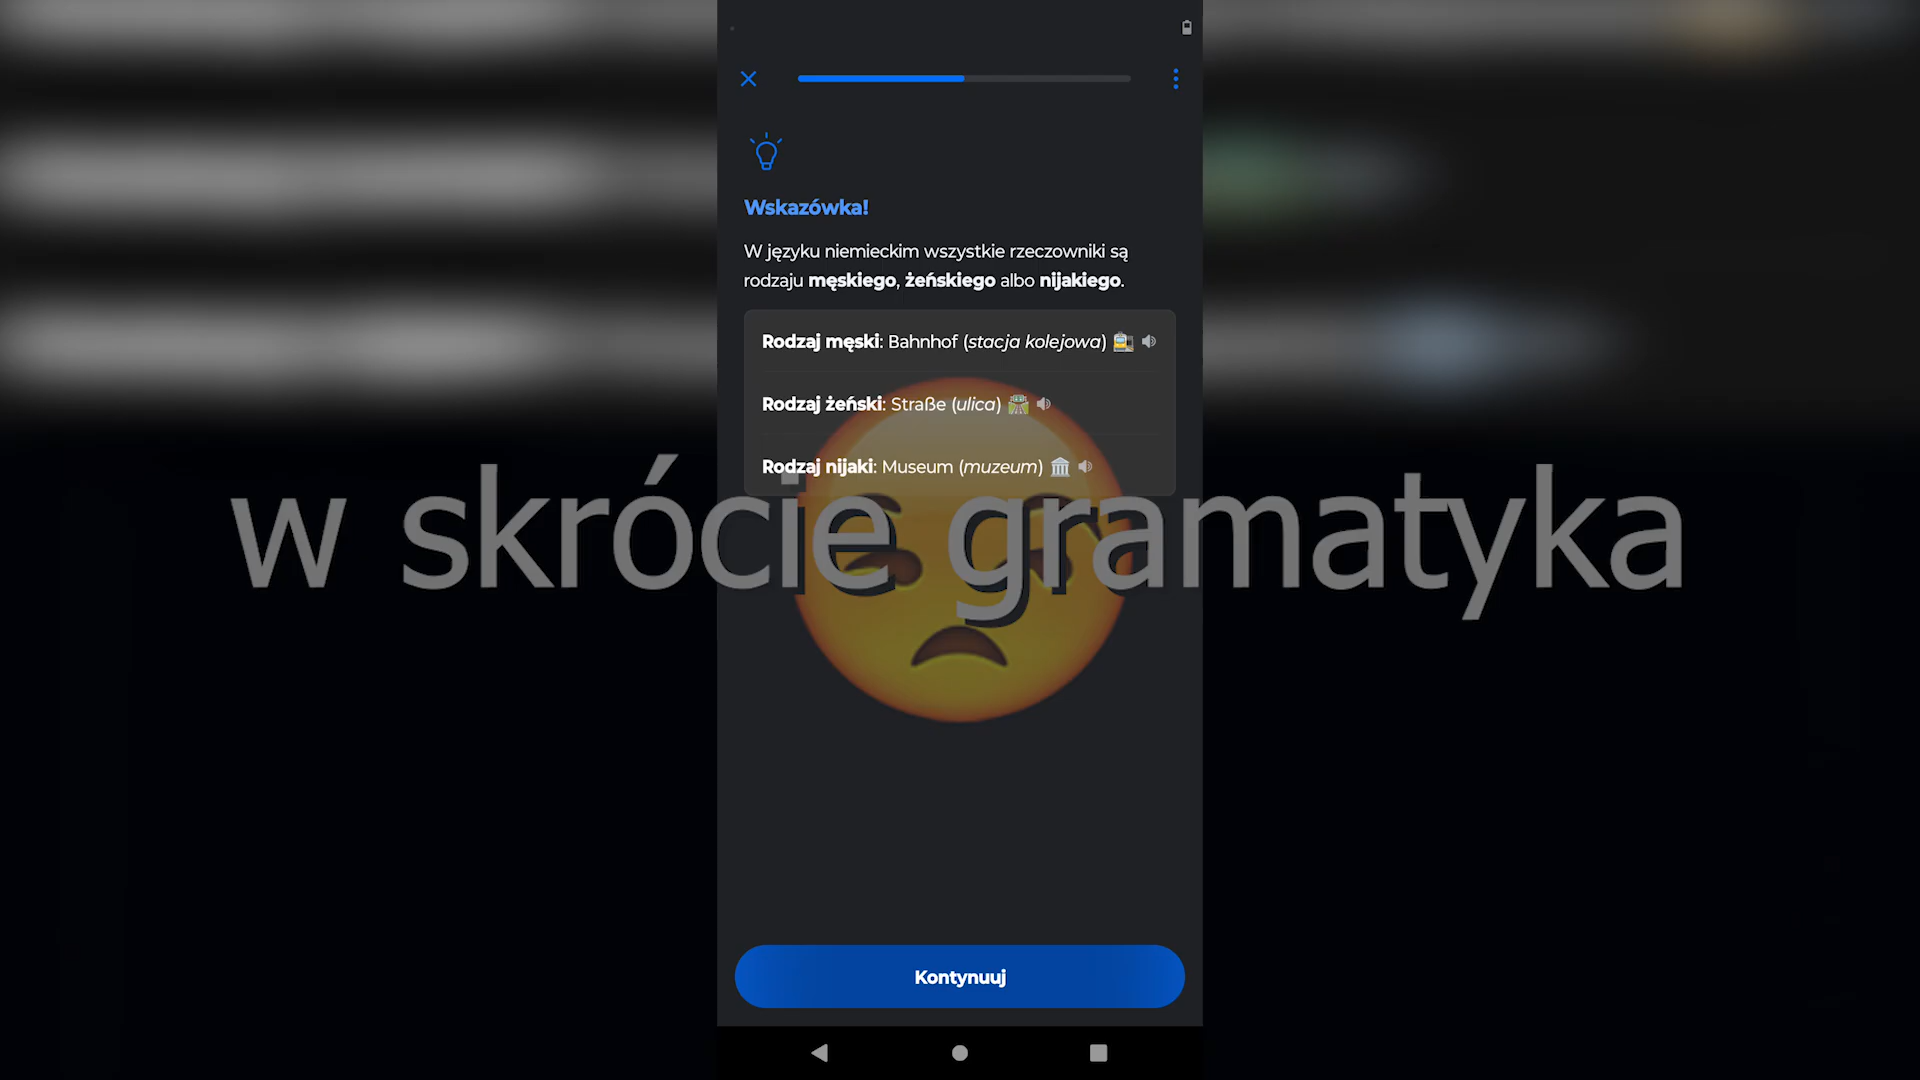 Wskazówka!
W języku niemieckim wszystkie rzeczowniki są
rodzaju męskiego, żeńskiego albo nijakiego.
Rodzaj męski: Bahnhof (stacja kolejowa)
Rodzaj żeński: Straße (ulica)
Rodzaj nijaki: Museum (muzeum)
w skrócie gramatyka
Kontynuuj